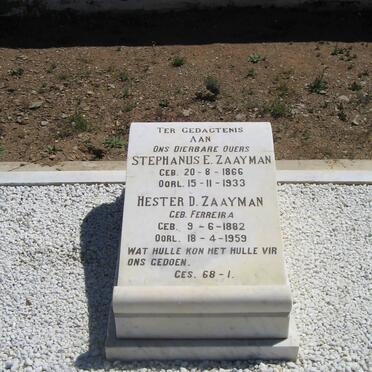 TER GEDAGTENIS
AAN
ONS DIERBARE OUERS
STEPHANUS E. ZAAYMAN
GEB. 20-8-1866
OORL. 15-11-1933
HESTER D. ZAAYMAN
GEB. FERREIRA
GEB. 9-6-1882
OORL. 18-4-1959
WAT HULLE KON HET HULLE VIR
ONS GEDOEN.
GES. 68-1.